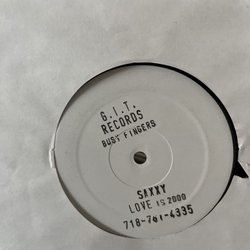 G.I.T.
RECORDS
BUSY FINGERS
SAXXY
LOVE IS 2000
718-761-4335